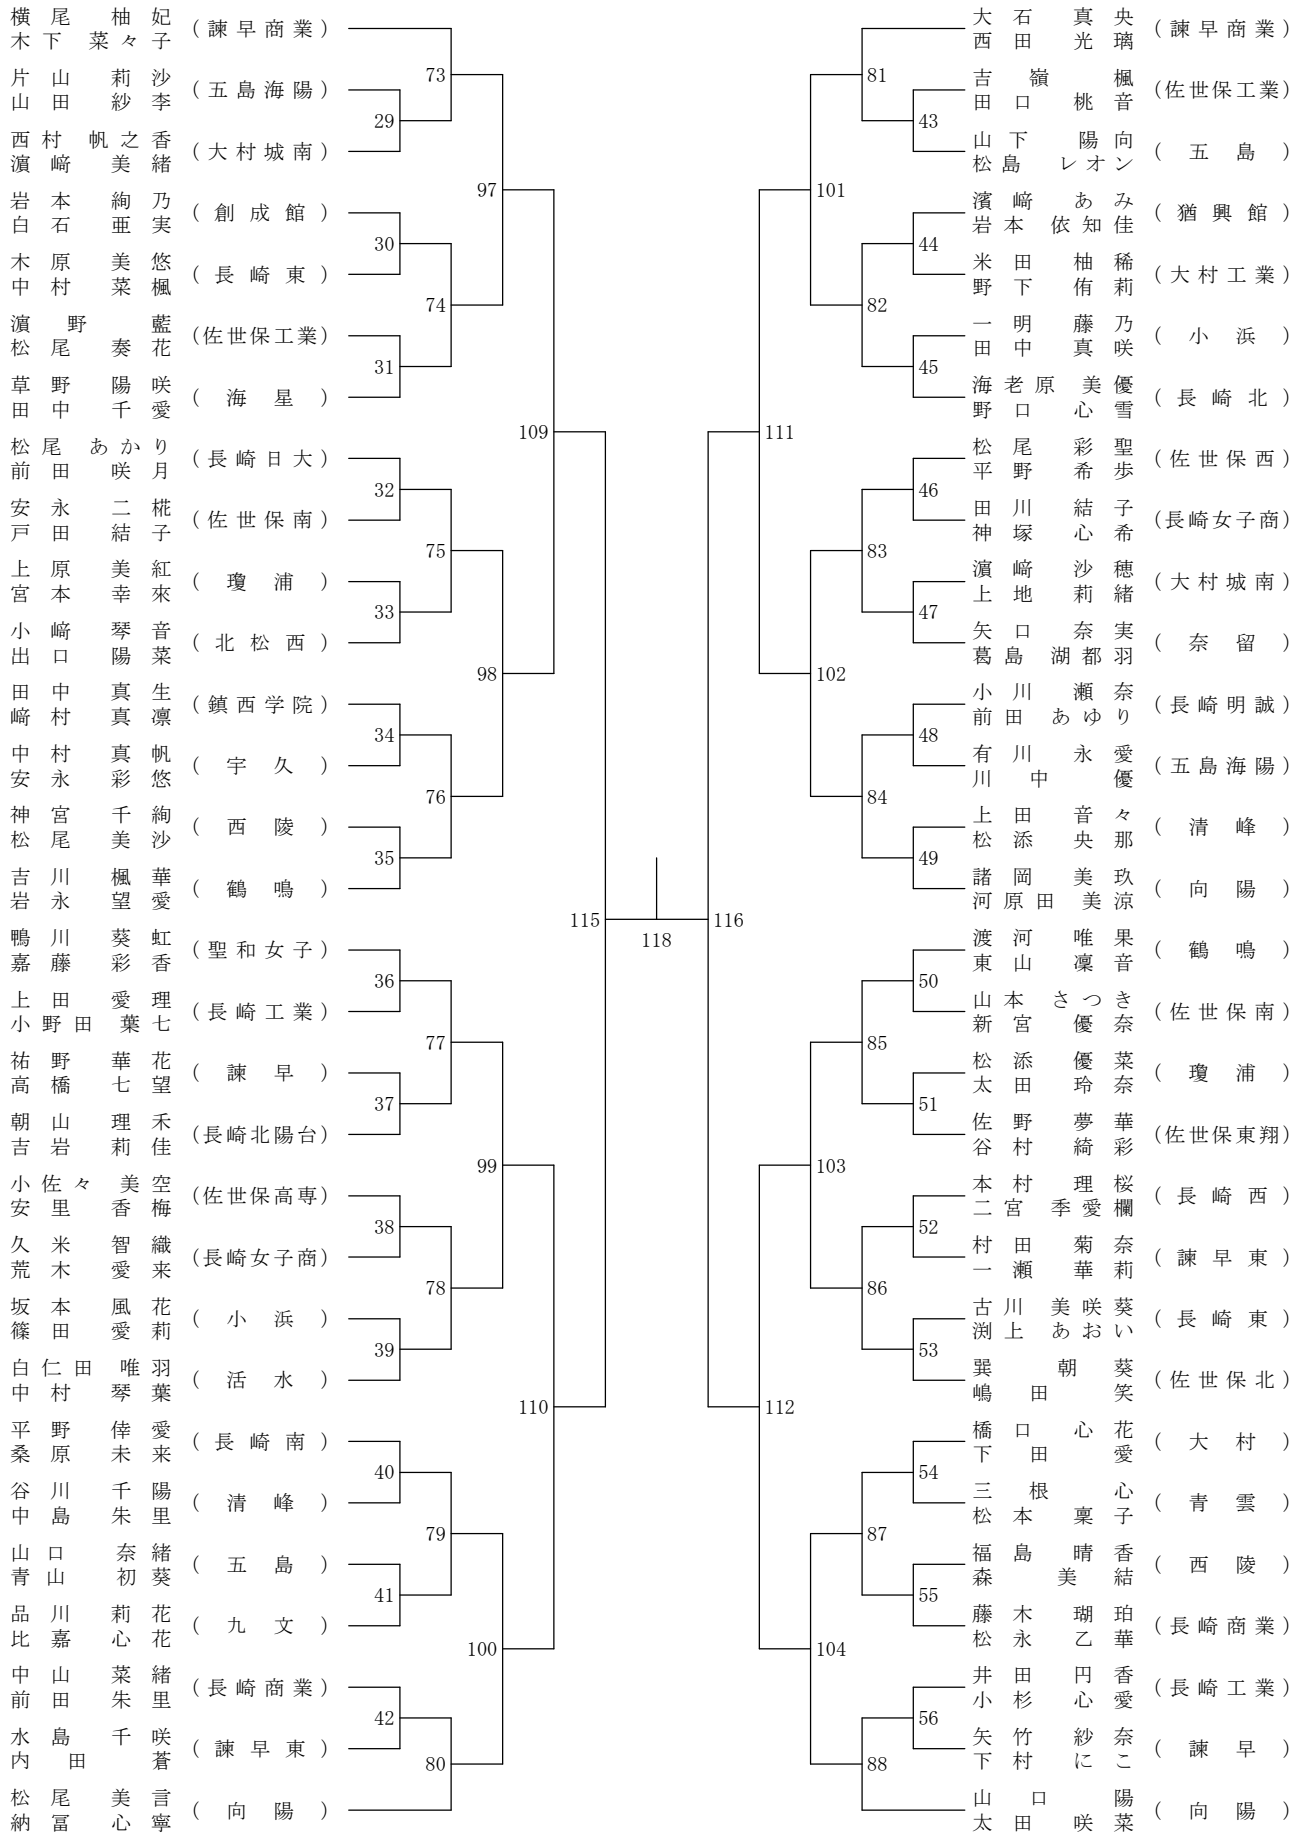 横尾 柚妃
木下 菜々子
(諫早商業)
片山 莉沙
山田 紗李
(五島海陽)
西村 帆之香
濵﨑 美緒
(大村城南)
岩本 絢乃
白石 亜実
(創成館)
木原 美悠
中村 菜楓
(長崎東)
濵野 藍
松尾 奏花
(佐世保工業)
草野 陽咲
田中 千愛
(海星)
松尾 あかり
前田 咲月
(長崎日大)
安永 二椛
戸田 結子
(佐世保南)
上原 美紅
宮本 幸來
(瓊浦)
小﨑 琴音
出口 陽菜
(北松西)
田中 真生
﨑村 真凛
(鎮西学院)
中村 真帆
安永 彩悠
(宇久)
神宮 千絢
松尾 美沙
(西陵)
吉川 楓華
岩永 望愛
(鶴鳴)
鴨川 葵虹
嘉藤 彩香
(聖和女子)
上田 愛理
小野田 葉七
(長崎工業)
祐野 華花
高橋 七望
(諫早)
朝山 理禾
吉岩 莉佳
(長崎北陽台)
小佐々 美空
安里 香梅
(佐世保高専)
久米 智織
荒木 愛来
(長崎女子商)
坂本 風花
篠田 愛莉
(小浜)
白仁田 唯羽
中村 琴葉
(活水)
平野 倖愛
桑原 未来
(長崎南)
谷川 千陽
中島 朱里
(清峰)
山口 奈緒
青山 初葵
(五島)
品川 莉花
比嘉 心花
(九文)
中山 菜緒
前田 朱里
(長崎商業)
水島 千咲
内田 蒼
(諫早東)
松尾 美言
納冨 心寧
(向陽)
29
30
31
32
33
34
35
36
37
38
39
40
41
42
73
74
75
76
77
78
79
80
97
98
99
100
109
110
115
118
116
111
112
101
102
103
104
81
82
83
84
85
86
87
88
43
44
45
46
47
48
49
50
51
52
53
54
55
56
大石 真央
西田 光璃
(諫早商業)
吉嶺 楓
田口 桃音
(佐世保工業)
山下 陽向
松島 レオン
(五島)
濱﨑 あみ
岩本 依知佳
(猶興館)
米田 柚稀
野下 侑莉
(大村工業)
一明 藤乃
田中 真咲
(小浜)
海老原 美優
野口 心雪
(長崎北)
松尾 彩聖
平野 希歩
(佐世保西)
田川 結子
神塚 心希
(長崎女子商)
濵﨑 沙穂
上地 莉緒
(大村城南)
矢口 奈実
葛島 湖都羽
(奈留)
小川 瀬奈
前田 あゆり
(長崎明誠)
有川 永愛
川中 優
(五島海陽)
上田 音々
松添 央那
(清峰)
諸岡 美玖
河原田 美涼
(向陽)
渡河 唯果
東山 凜音
(鶴鳴)
山本 さつき
新宮 優奈
(佐世保南)
松添 優菜
太田 玲奈
(瓊浦)
佐野 夢華
谷村 綺彩
(佐世保東翔)
本村 理桜
二宮 季愛欄
(長崎西)
村田 菊奈
一瀬 華莉
(諫早東)
古川 美咲葵
渕上 あおい
(長崎東)
巽 朝葵
嶋田 笑
(佐世保北)
橋口 心花
下田 愛
(大村)
三根 心
松本 稟子
(青雲)
福島 晴香
森 美結
(西陵)
藤木 瑚珀
松永 乙華
(長崎商業)
井田 円香
小杉 心愛
(長崎工業)
矢竹 紗奈
下村 にこ
(諫早)
山口 陽
太田 咲菜
(向陽)